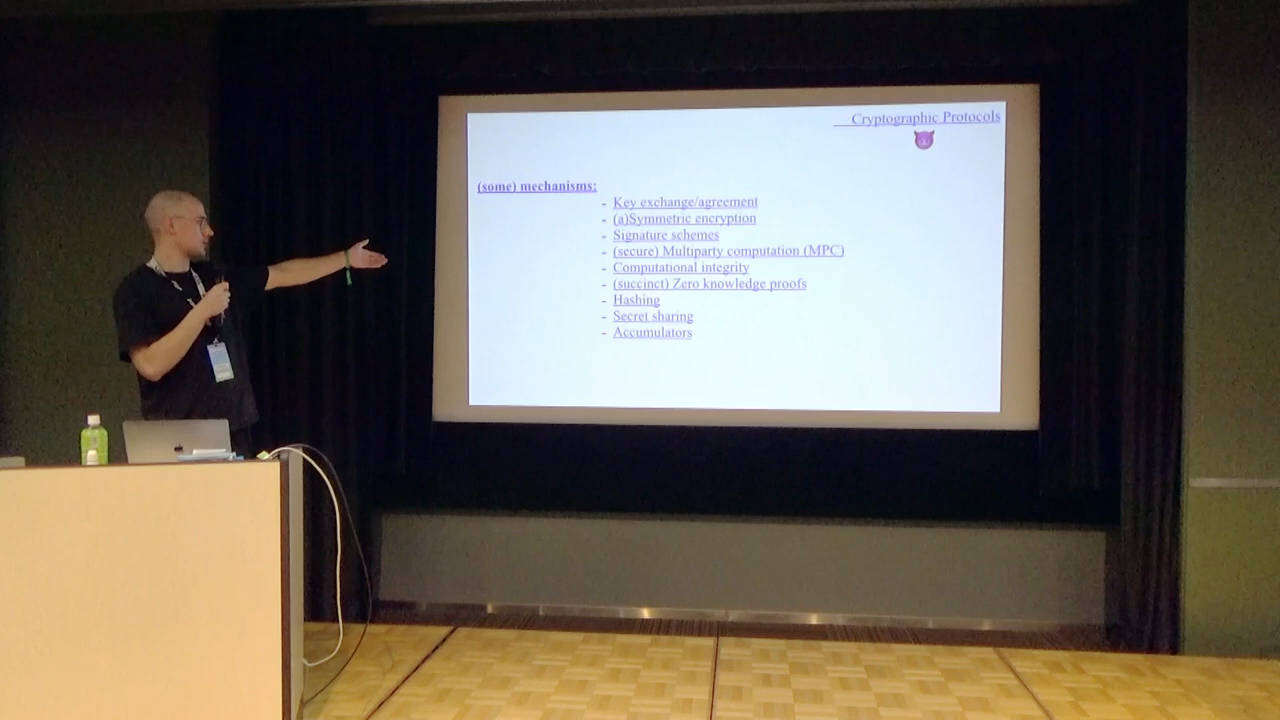 Cryptographic Protocols
(some) mechanisms:
- Key exchange/agreement
- (a)Symmetric encryption
- Signature schemes
- (secure) Multiparty computation (MPC)
- Computational integrity
- (succinct) Zero knowledge proofs
- Hashing
- Secret sharing
- Accumulators